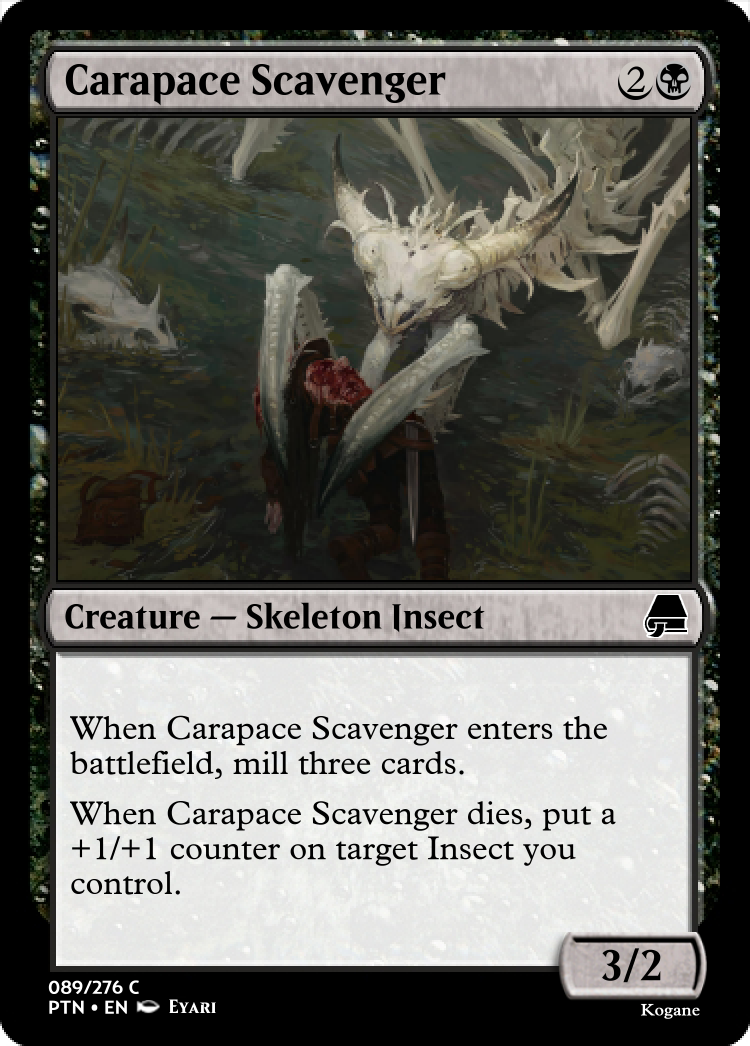 Carapace Scavenger 2
Creature — Skeleton Insect
When Carapace Scavenger enters the
battlefield, mill three cards.
When Carapace Scavenger dies, put a
+1/+1 counter on target Insect you
control.
3/2
089/276 C
PTN • EN Eyari
Kogane